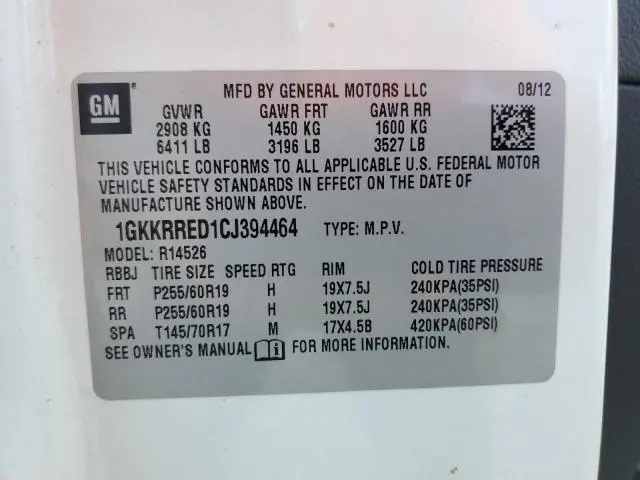 GM ® MFD BY GENERAL MOTORS LLC 08/12
GVWR GAWR FRT GAWR RR
2908 KG 1450 KG 1600 KG
6411 LB 3196 LB 3527 LB
THIS VEHICLE CONFORMS TO ALL APPLICABLE U.S. FEDERAL MOTOR
VEHICLE SAFETY STANDARDS IN EFFECT ON THE DATE OF
MANUFACTURE SHOWN ABOVE.
1GKKRRED1CJ394464 TYPE: M.P.V.
MODEL: R14526
RBBJ TIRE SIZE SPEED RTG RIM COLD TIRE PRESSURE
FRT P255/60R19 H 19X7.5J 240KPA(35PSI)
RR P255/60R19 H 19X7.5J 240KPA(35PSI)
SPA T145/70R17 M 17X4.5B 420KPA(60PSI)
SEE OWNER'S MANUAL i FOR MORE INFORMATION.